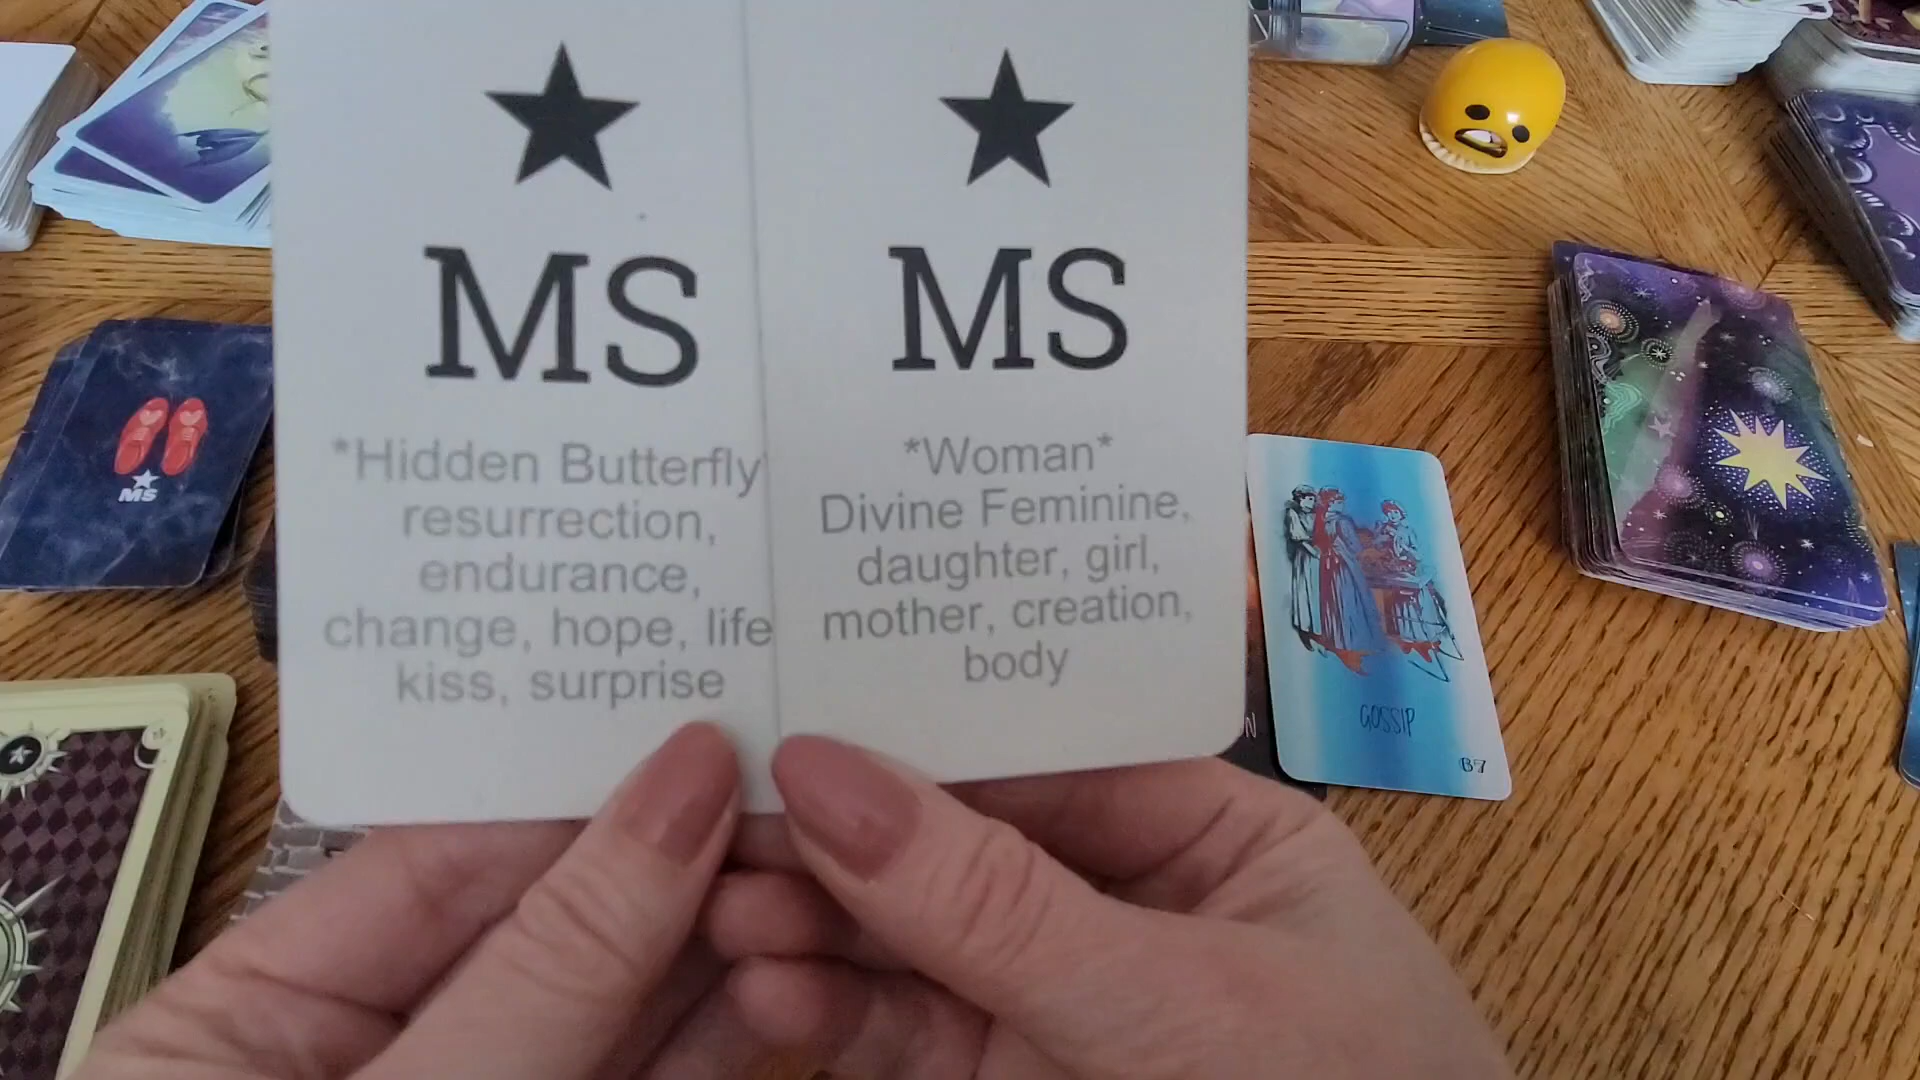 MS
*Hidden Butterfly
resurrection,
endurance,
change, hope, life
kiss, surprise
MS
*Woman*
Divine Feminine,
daughter, girl,
mother, creation,
body
MS
GOSSIP
67